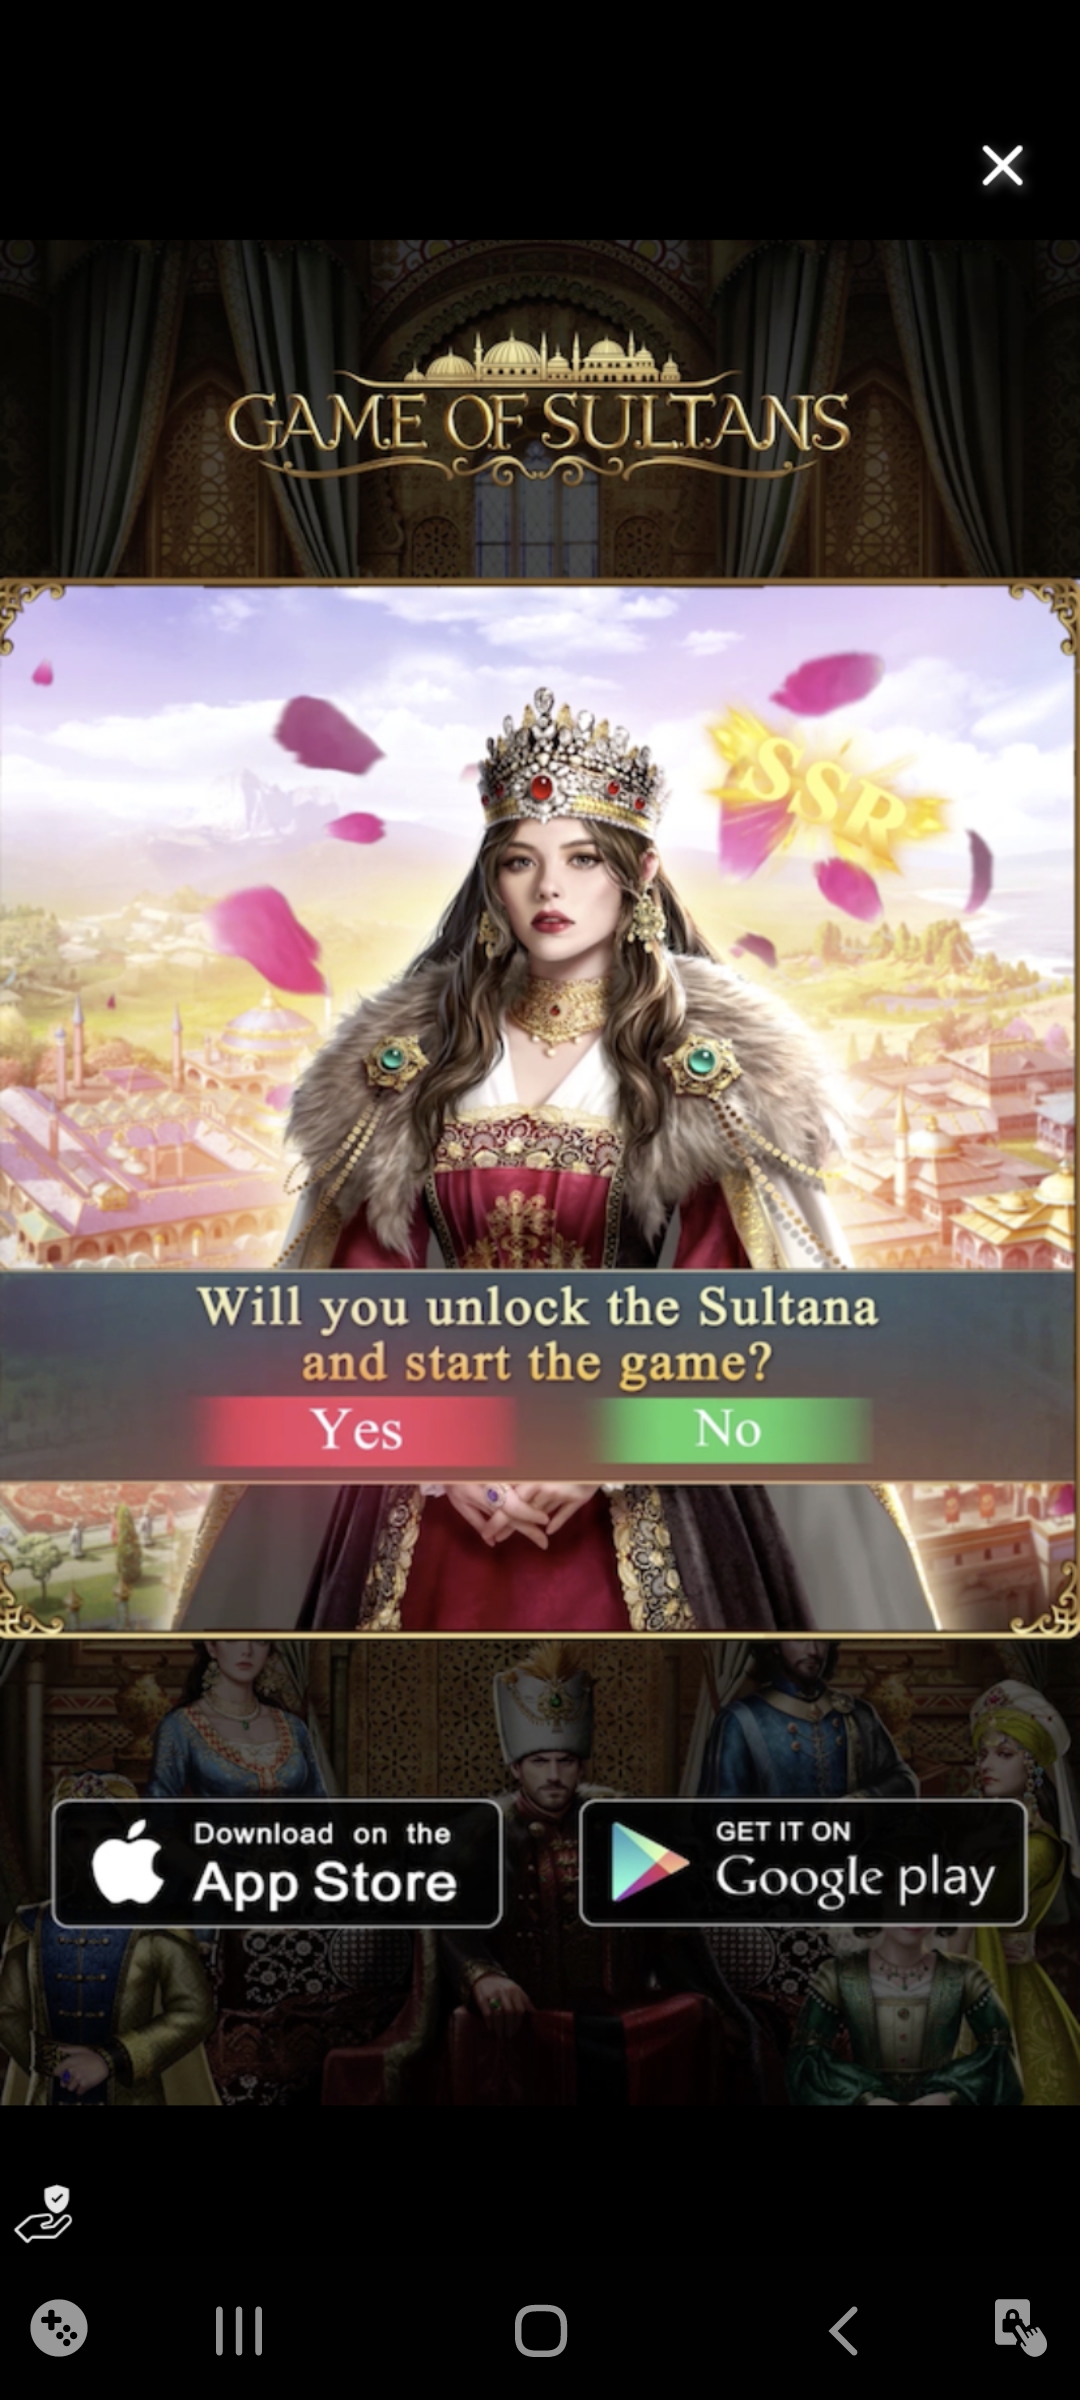 GAME OF SULTANS
SSR
Will you unlock the Sultana
and start the game?
Yes
No
Download on the
App Store
GET IT ON
Google play